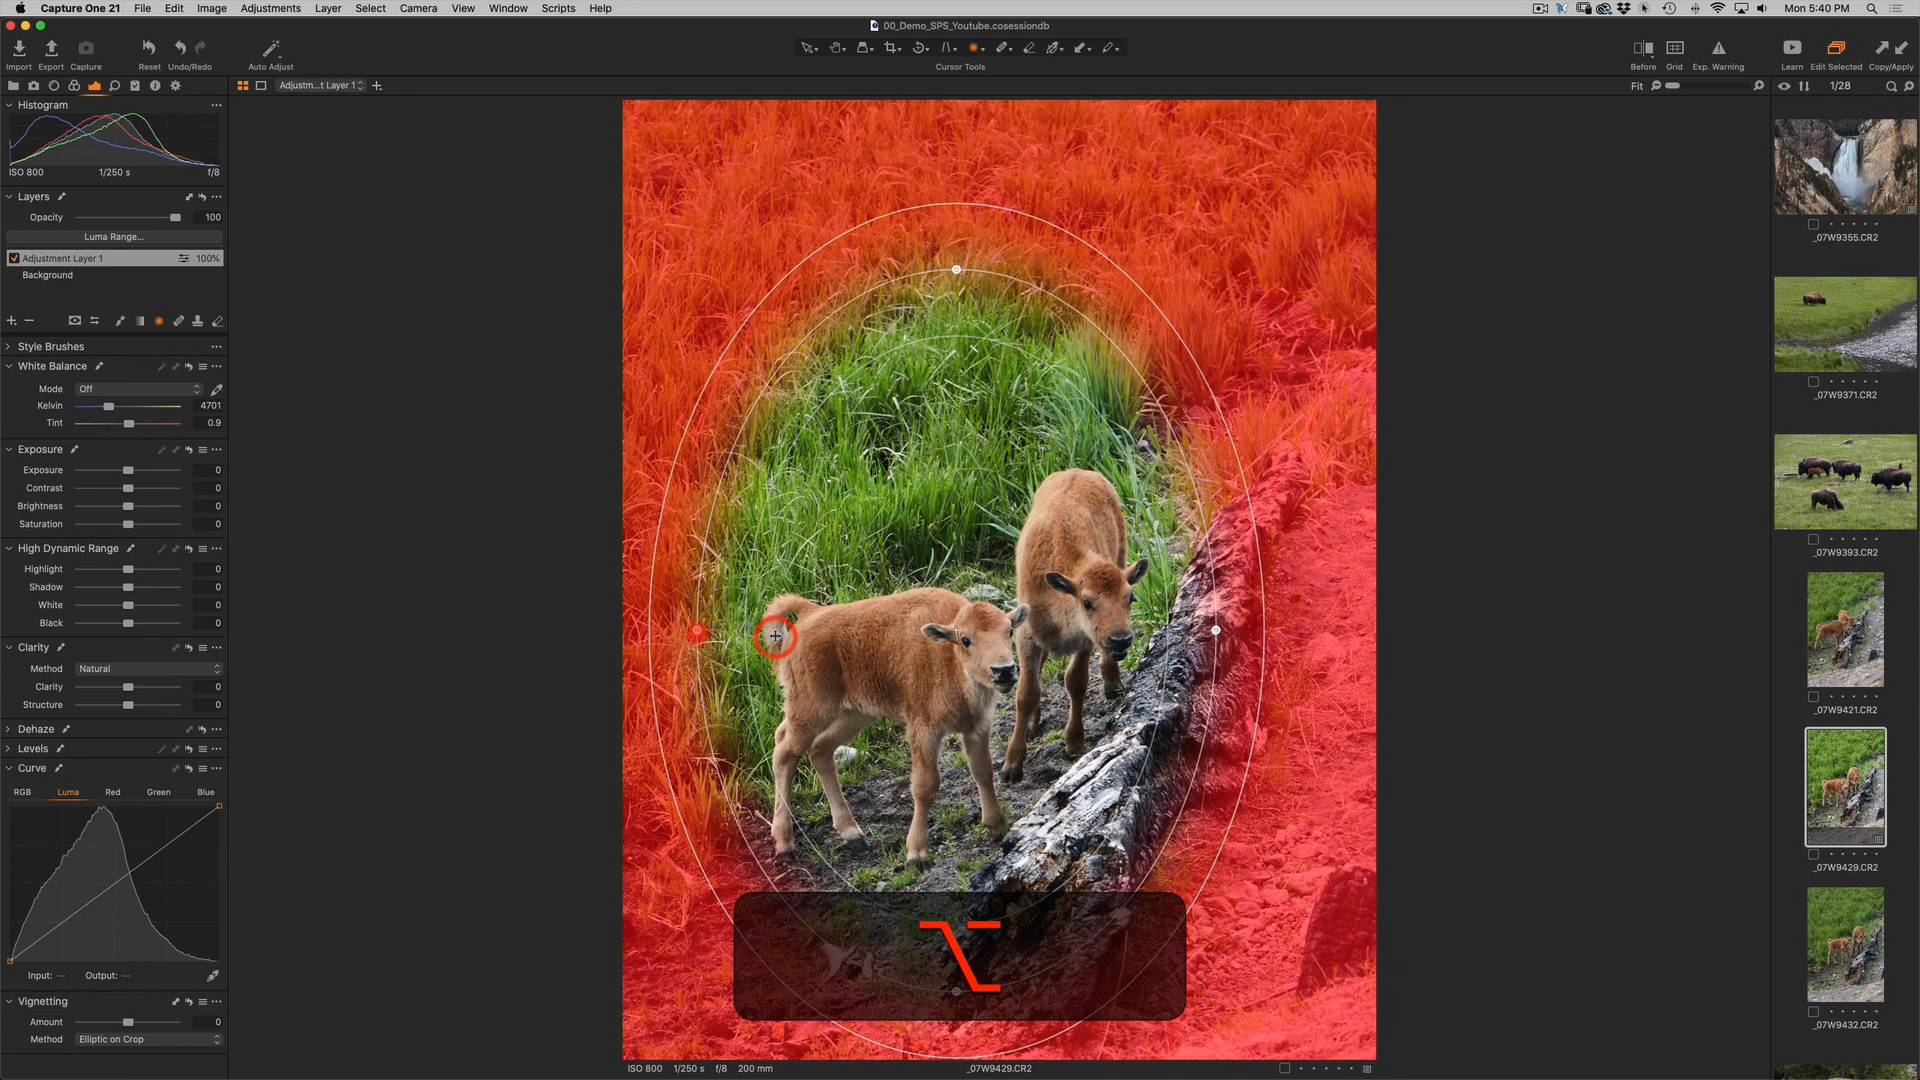 Capture One 21 File Edit Image Adjustments Layer Select Camera View Window Scripts Help
Mon 5:40 PM
00_Demo_SPS_Youtube.cosessiondb
Import Export Capture Reset Undo/Redo Auto Adjust
Cursor Tools
Before Grid Exp. Warning Learn Edit Selected Copy/Apply
Adjustm...t Layer 1
Fit
1/28
Histogram
ISO 800 1/250 s f/8
Layers
Opacity 100
Luma Range...
Adjustment Layer 1 100%
Background
Style Brushes
White Balance
Mode Off
Kelvin 4701
Tint 0.9
Exposure
Exposure 0
Contrast 0
Brightness 0
Saturation 0
High Dynamic Range
Highlight 0
Shadow 0
White 0
Black 0
Clarity
Method Natural
Clarity 0
Structure 0
Dehaze
Levels
Curve
RGB Luma Red Green Blue
Input: -- Output: --
Vignetting
Amount 0
Method Elliptic on Crop
ISO 800 1/250 s f/8 200 mm
_07W9429.CR2
_07W9355.CR2
_07W9371.CR2
_07W9393.CR2
_07W9421.CR2
_07W9429.CR2
_07W9432.CR2